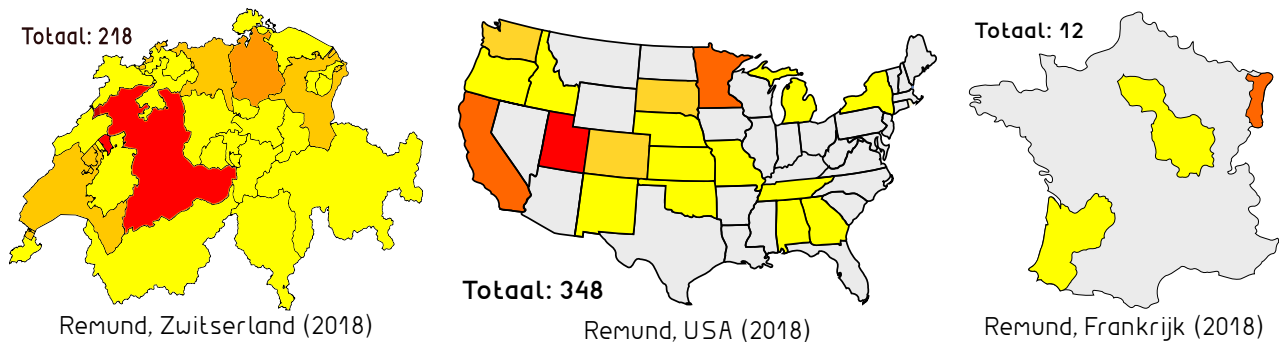 Totaal: 218
Remund, Zwitserland (2018)
Totaal: 348
Remund, USA (2018)
Totaal: 12
Remund, Frankrijk (2018)